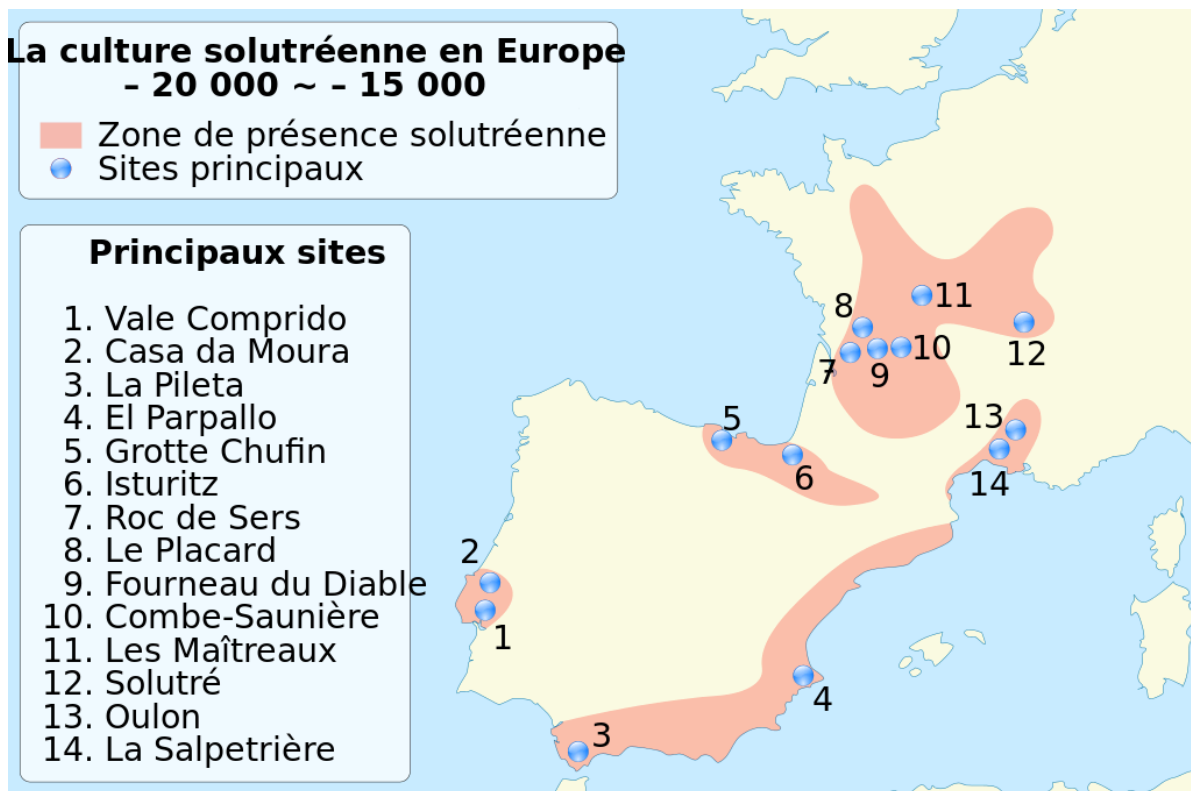 La culture solutréenne en Europe
– 20 000 ~ – 15 000
Zone de présence solutréenne
Sites principaux
Principaux sites
1. Vale Comprido
2. Casa da Moura
3. La Pileta
4. El Parpallo
5. Grotte Chufin
6. Isturitz
7. Roc de Sers
8. Le Placard
9. Fourneau du Diable
10. Combe-Saunière
11. Les Maîtreaux
12. Solutré
13. Oulon
14. La Salpetrière
11
8
10
12
7
9
5
13
6
14
2
1
4
3